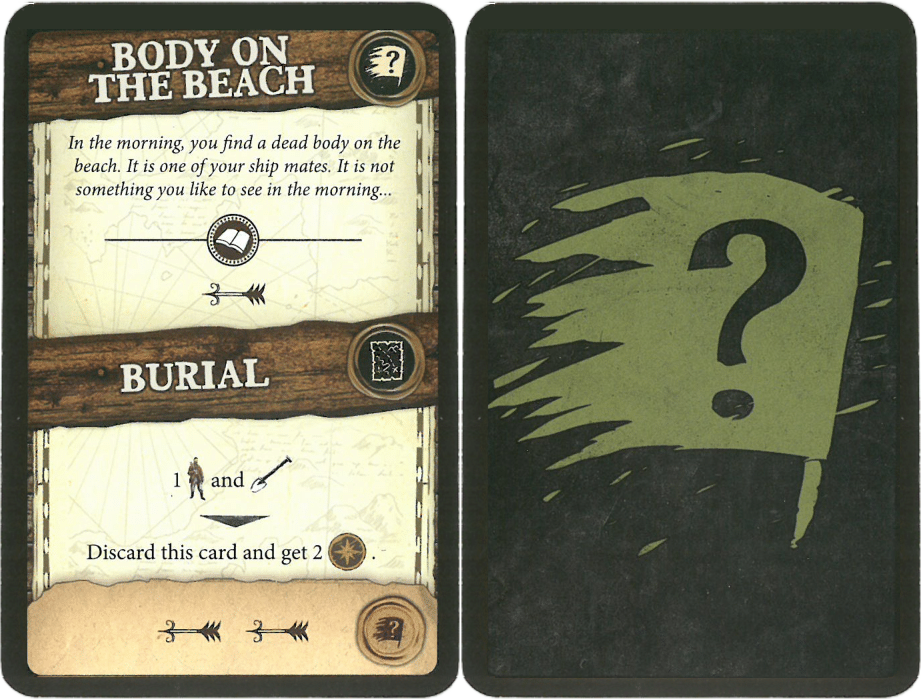 BODY ON
THE BEACH
?
In the morning, you find a dead body on the
beach. It is one of your ship mates. It is not
something you like to see in the morning...
BURIAL
1 and
Discard this card and get 2 .
?
?